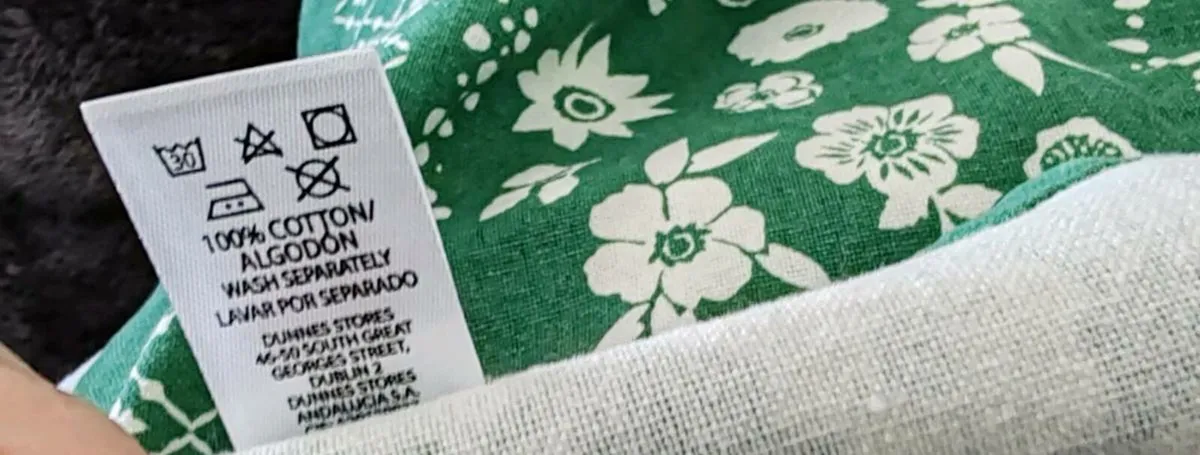 30
100% COTTON/
ALGODÓN
WASH SEPARATELY
LAVAR POR SEPARADO
DUNNES STORES
46-50 SOUTH GREAT
GEORGES STREET,
DUBLIN 2
DUNNES STORES
ANDALUCIA S.A.